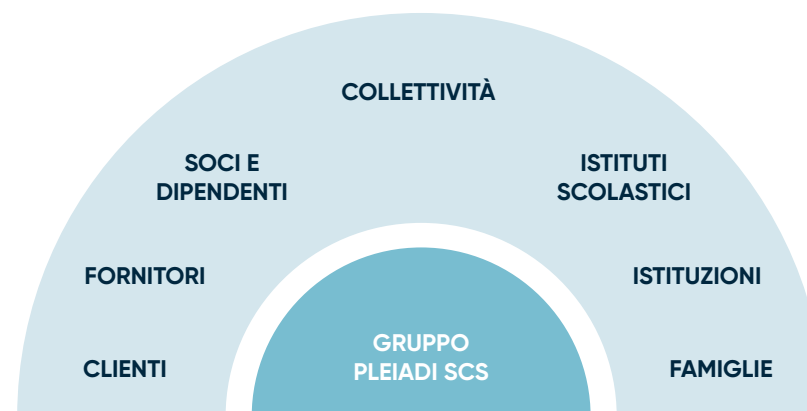 COLLETTIVITÀ
SOCI E
DIPENDENTI
ISTITUTI
SCOLASTICI
FORNITORI
ISTITUZIONI
CLIENTI
GRUPPO
PLEIADI SCS
FAMIGLIE